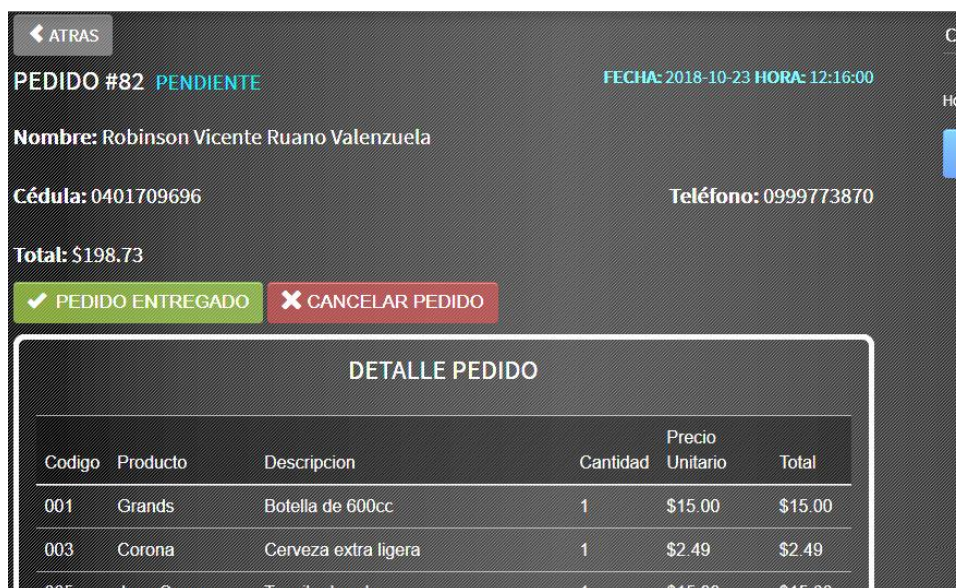 ATRAS
PEDIDO #82 PENDIENTE
FECHA: 2018-10-23 HORA: 12:16:00
Nombre: Robinson Vicente Ruano Valenzuela
Cédula: 0401709696
Teléfono: 0999773870
Total: $198.73
PEDIDO ENTREGADO
CANCELAR PEDIDO
DETALLE PEDIDO
Codigo Producto Descripcion Cantidad Precio Unitario Total
001 Grands Botella de 600cc 1 $15.00 $15.00
003 Corona Cerveza extra ligera 1 $2.49 $2.49